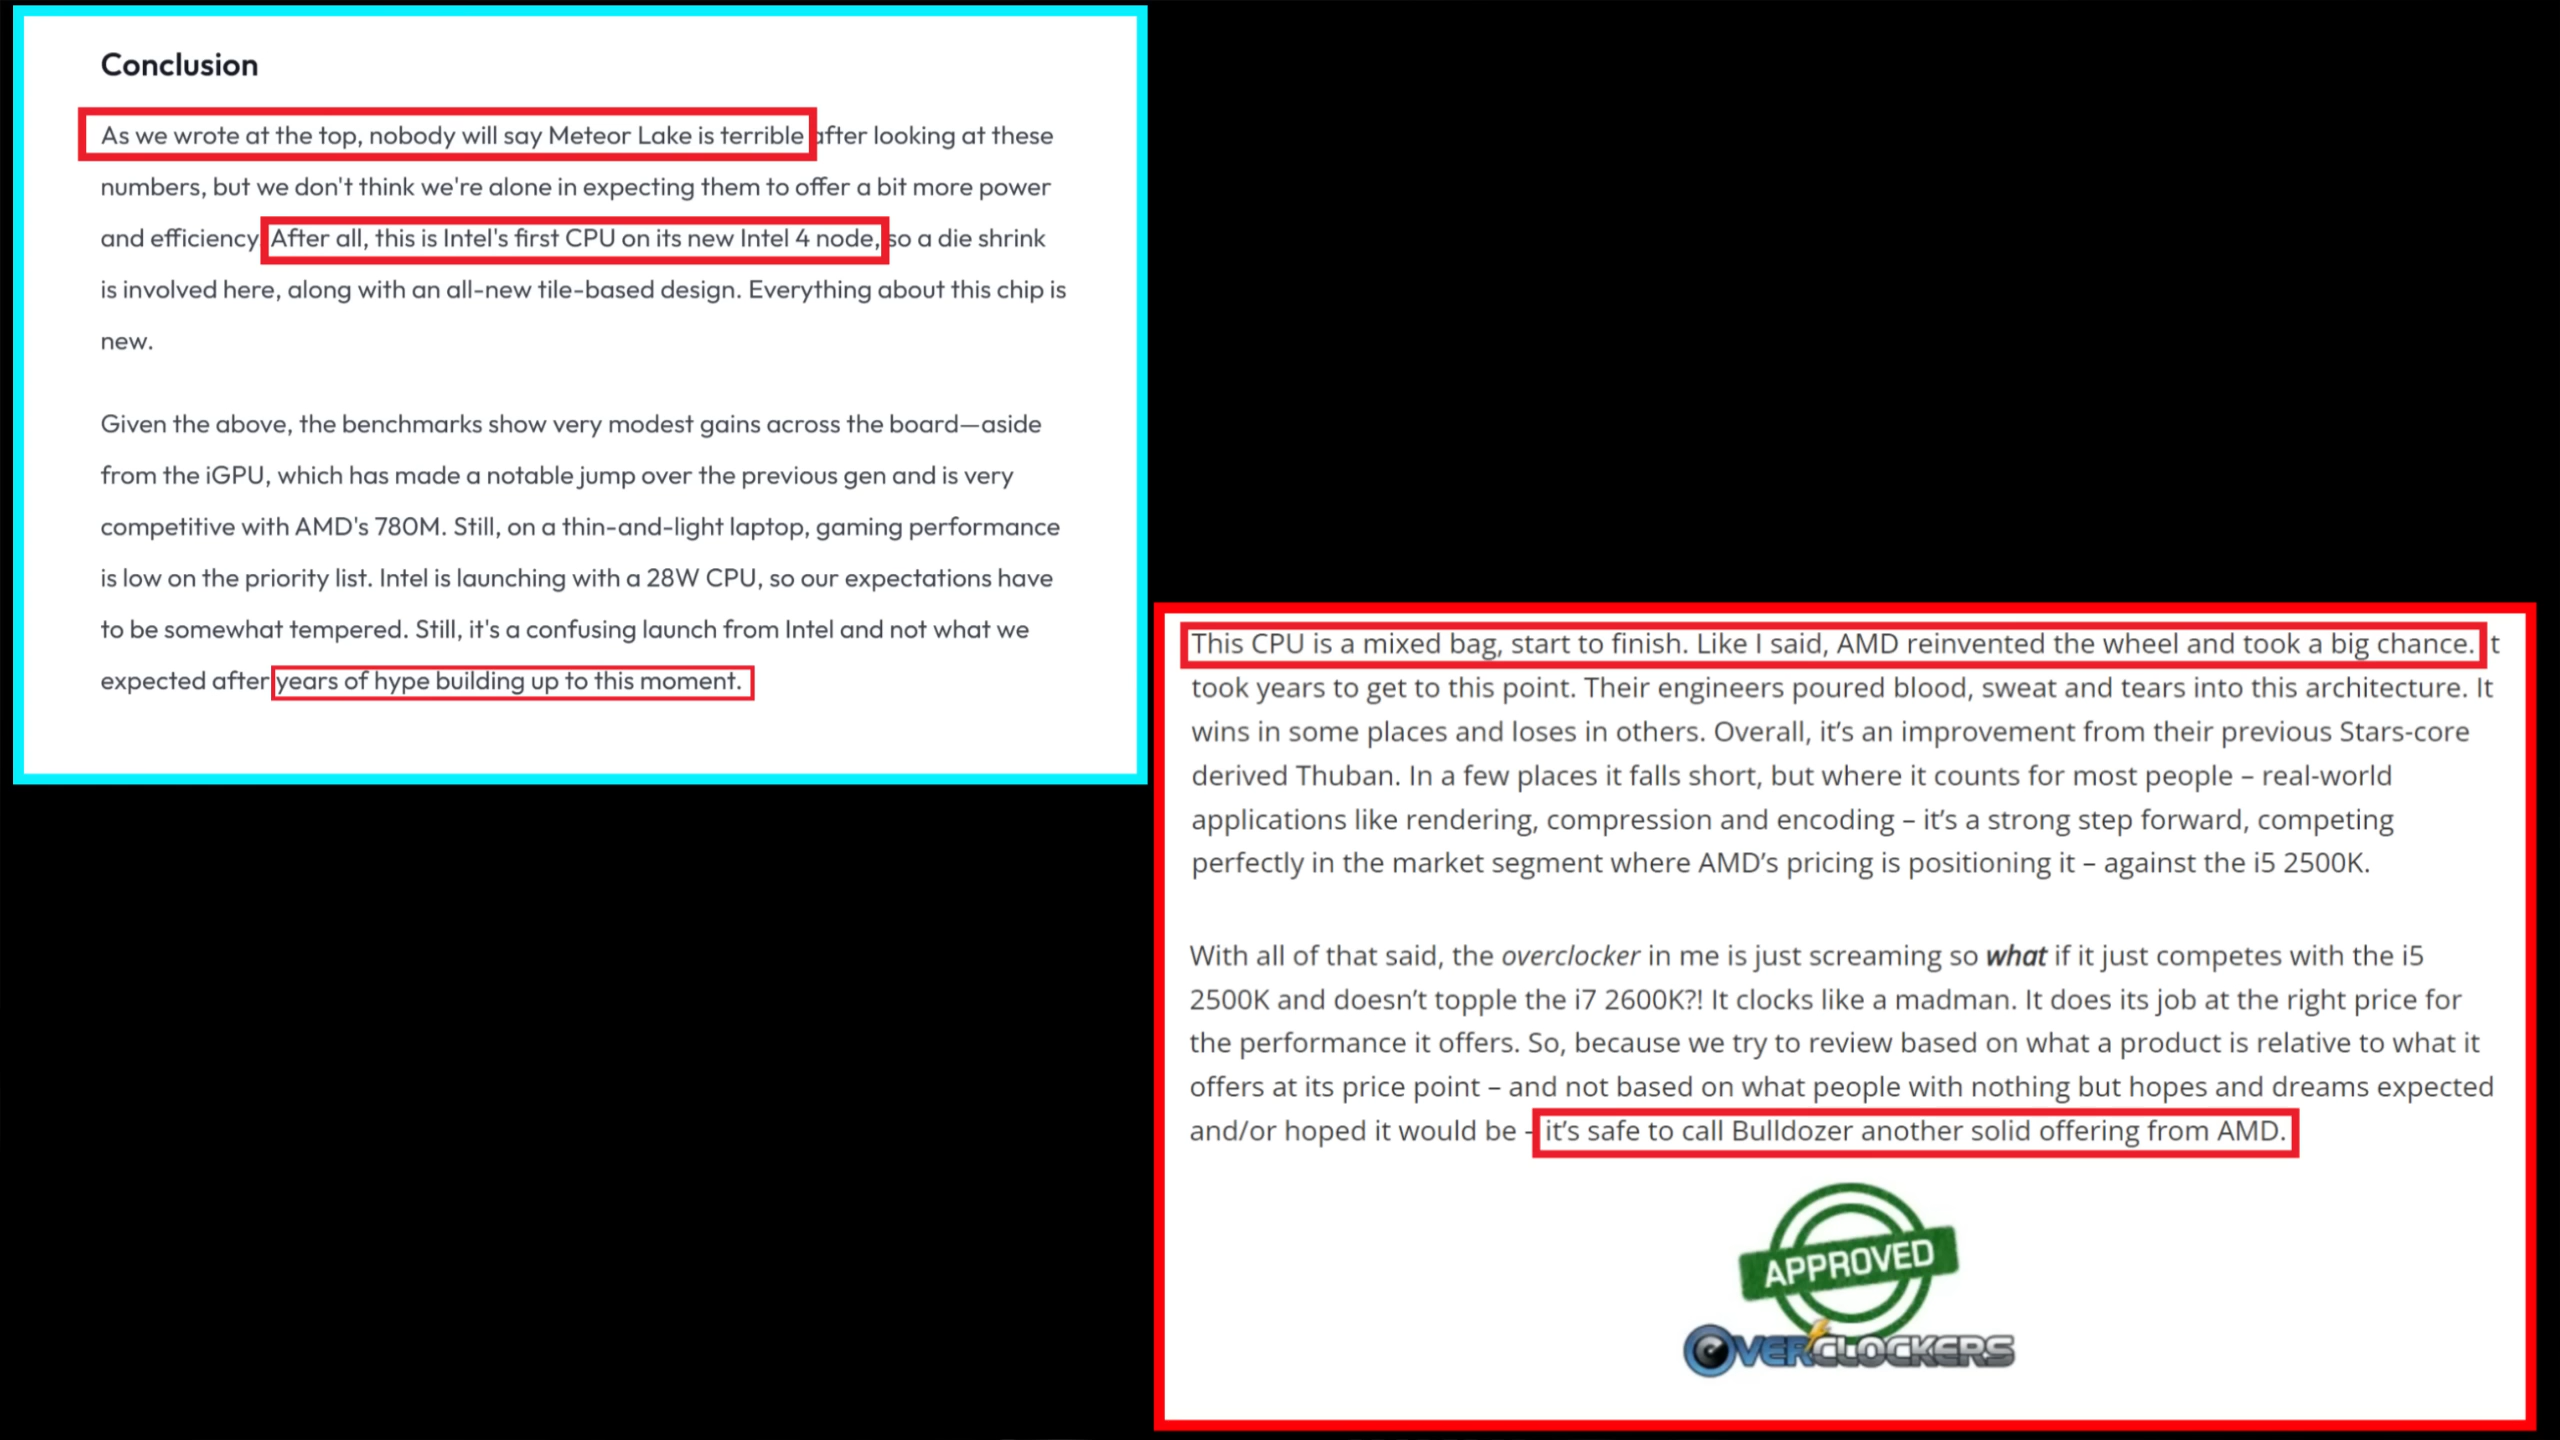 Conclusion
As we wrote at the top, nobody will say Meteor Lake is terrible after looking at these
numbers, but we don't think we're alone in expecting them to offer a bit more power
and efficiency. After all, this is Intel's first CPU on its new Intel 4 node, so a die shrink
is involved here, along with an all-new tile-based design. Everything about this chip is
new.
Given the above, the benchmarks show very modest gains across the board—aside
from the iGPU, which has made a notable jump over the previous gen and is very
competitive with AMD's 780M. Still, on a thin-and-light laptop, gaming performance
is low on the priority list. Intel is launching with a 28W CPU, so our expectations have
to be somewhat tempered. Still, it's a confusing launch from Intel and not what we
expected after years of hype building up to this moment.
This CPU is a mixed bag, start to finish. Like I said, AMD reinvented the wheel and took a big chance. It
took years to get to this point. Their engineers poured blood, sweat and tears into this architecture. It
wins in some places and loses in others. Overall, it’s an improvement from their previous Stars-core
derived Thuban. In a few places it falls short, but where it counts for most people – real-world
applications like rendering, compression and encoding – it’s a strong step forward, competing
perfectly in the market segment where AMD’s pricing is positioning it – against the i5 2500K.
With all of that said, the overclocker in me is just screaming so what if it just competes with the i5
2500K and doesn’t topple the i7 2600K?! It clocks like a madman. It does its job at the right price for
the performance it offers. So, because we try to review based on what a product is relative to what it
offers at its price point – and not based on what people with nothing but hopes and dreams expected
and/or hoped it would be – it’s safe to call Bulldozer another solid offering from AMD.
APPROVED
OVERCLOCKERS